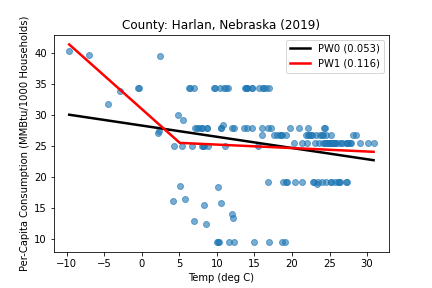 County: Harlan, Nebraska (2019)
PW0 (0.053)
PW1 (0.116)
Per-Capita Consumption (MMBtu/1000 Households)
40
35
30
25
20
15
10
−10 −5 0 5 10 15 20 25 30
Temp (deg C)